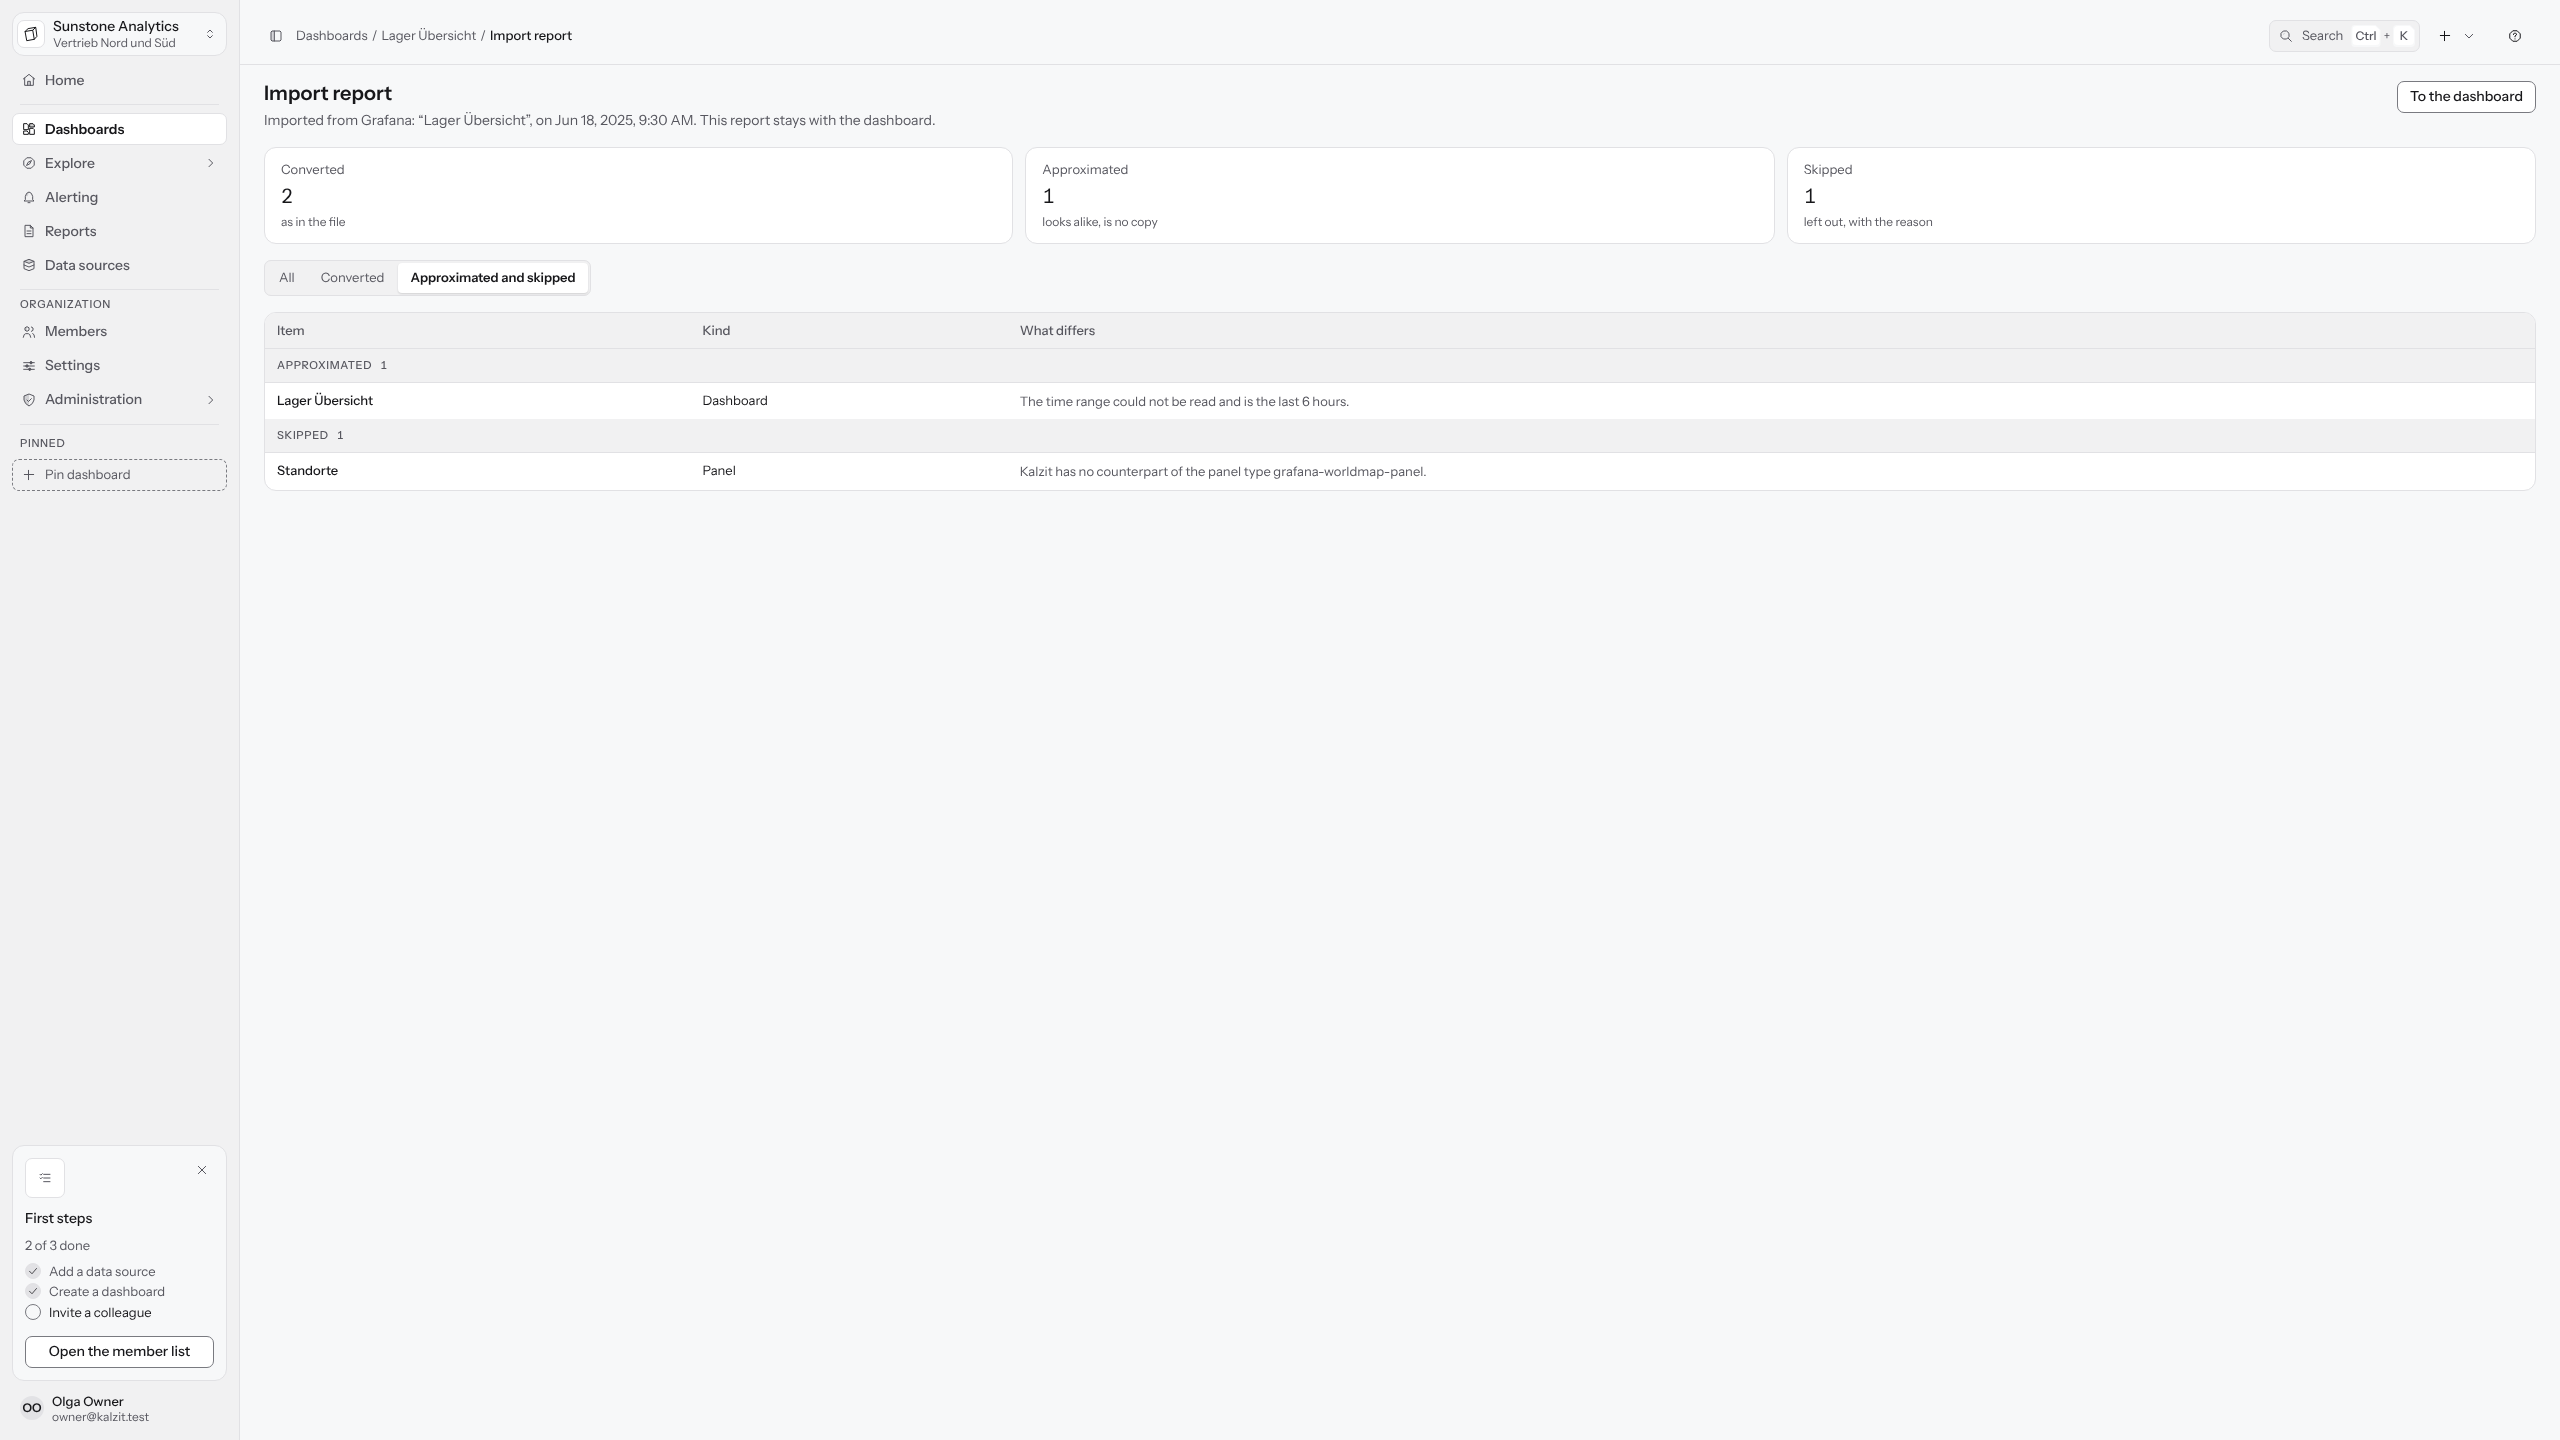 Sunstone Analytics
Vertrieb Nord und Süd
Home
Dashboards
Explore
Alerting
Reports
Data sources
ORGANIZATION
Members
Settings
Administration
PINNED
Pin dashboard
First steps
2 of 3 done
Add a data source
Create a dashboard
Invite a colleague
Open the member list
OO
Olga Owner
owner@kalzit.test
Dashboards / Lager Übersicht / Import report
Search Ctrl + K
Import report
Imported from Grafana: “Lager Übersicht”, on Jun 18, 2025, 9:30 AM. This report stays with the dashboard.
To the dashboard
Converted
2
as in the file
Approximated
1
looks alike, is no copy
Skipped
1
left out, with the reason
All Converted Approximated and skipped
Item Kind What differs
APPROXIMATED 1
Lager Übersicht Dashboard The time range could not be read and is the last 6 hours.
SKIPPED 1
Standorte Panel Kalzit has no counterpart of the panel type grafana-worldmap-panel.